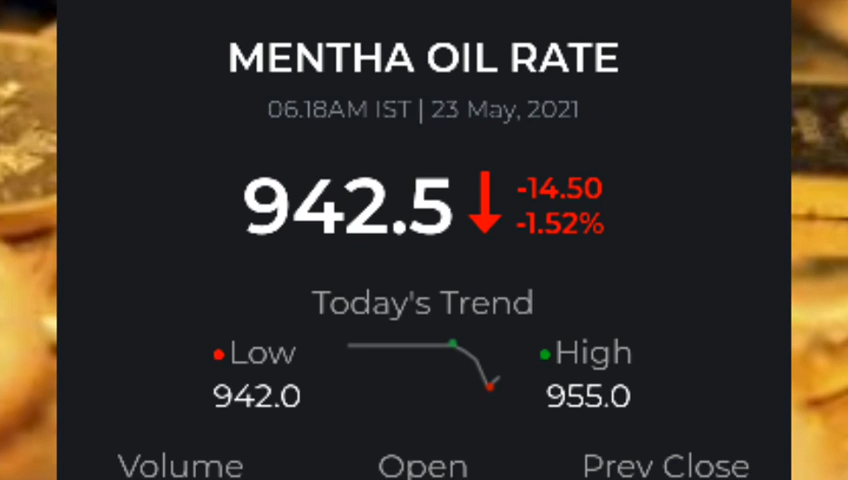 MENTHA OIL RATE
06.18AM IST | 23 May, 2021
942.5
-14.50
-1.52%
Today's Trend
Low
High
942.0
955.0
Volume
Open
Prev Close